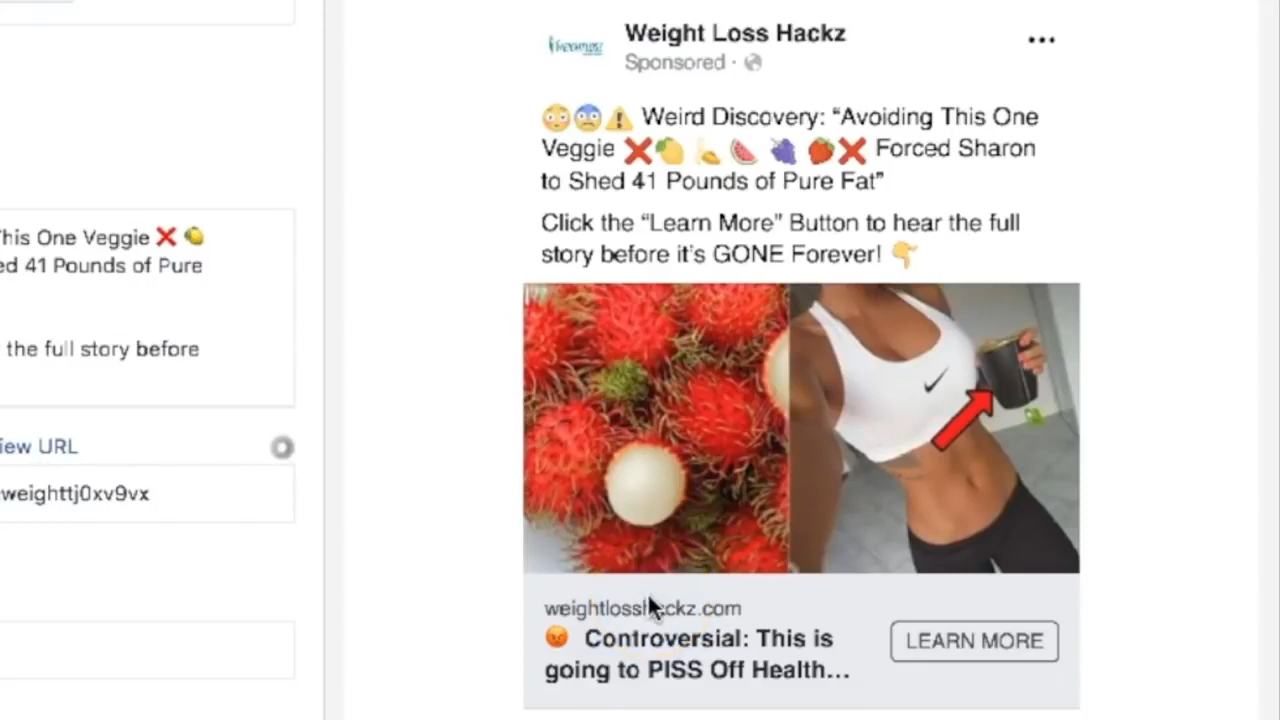 Weight Loss Hackz
Sponsored ·
😳😨⚠️ Weird Discovery: “Avoiding This One
Veggie ❌🍋🍌🍉🍇🍓❌ Forced Sharon
to Shed 41 Pounds of Pure Fat”
Click the “Learn More” Button to hear the full
story before it's GONE Forever! 👇
weightlosshackz.com
😡 Controversial: This is
going to PISS Off Health...
LEARN MORE
his One Veggie ❌ 🍋
ed 41 Pounds of Pure
the full story before
iew URL
weighttj0xv9vx